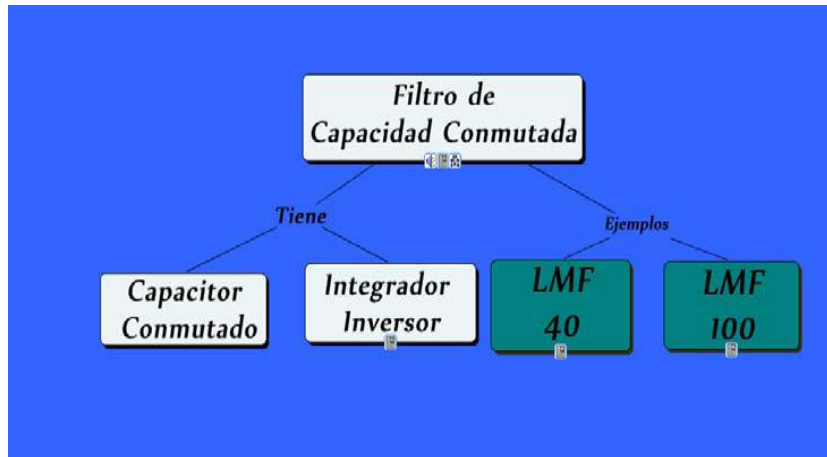 Filtro de
Capacidad Conmutada
Tiene
Ejemplos
Capacitor
Conmutado
Integrador
Inversor
LMF
40
LMF
100